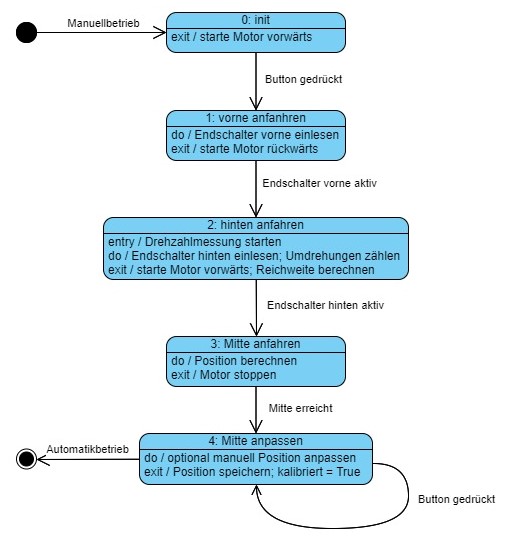 Manuellbetrieb
0: init
exit / starte Motor vorwärts
Button gedrückt
1: vorne anfanhren
do / Endschalter vorne einlesen
exit / starte Motor rückwärts
Endschalter vorne aktiv
2: hinten anfahren
entry / Drehzahlmessung starten
do / Endschalter hinten einlesen; Umdrehungen zählen
exit / starte Motor vorwärts; Reichweite berechnen
Endschalter hinten aktiv
3: Mitte anfahren
do / Position berechnen
exit / Motor stoppen
Mitte erreicht
4: Mitte anpassen
Automatikbetrieb
do / optional manuell Position anpassen
exit / Position speichern; kalibriert = True
Button gedrückt